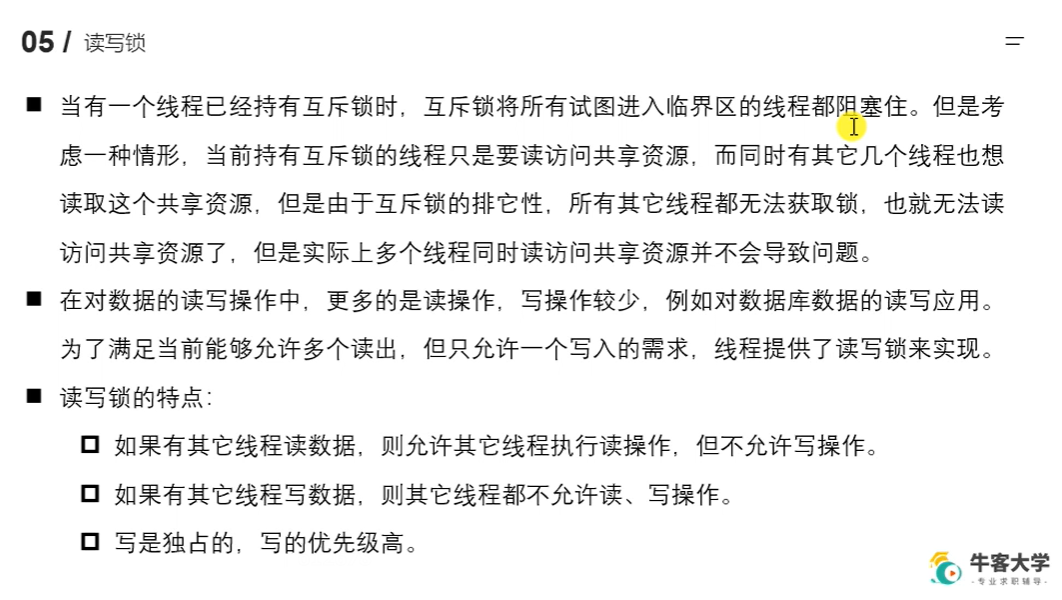 05 / 读写锁
■ 当有一个线程已经持有互斥锁时，互斥锁将所有试图进入临界区的线程都阻塞住。但是考
虑一种情形，当前持有互斥锁的线程只是要读访问共享资源，而同时有其它几个线程也想
读取这个共享资源，但是由于互斥锁的排它性，所有其它线程都无法获取锁，也就无法读
访问共享资源了，但是实际上多个线程同时读访问共享资源并不会导致问题。
■ 在对数据的读写操作中，更多的是读操作，写操作较少，例如对数据库数据的读写应用。
为了满足当前能够允许多个读出，但只允许一个写入的需求，线程提供了读写锁来实现。
■ 读写锁的特点：
□ 如果有其它线程读数据，则允许其它线程执行读操作，但不允许写操作。
□ 如果有其它线程写数据，则其它线程都不允许读、写操作。
□ 写是独占的，写的优先级高。
牛客大学
-专业求职辅导-